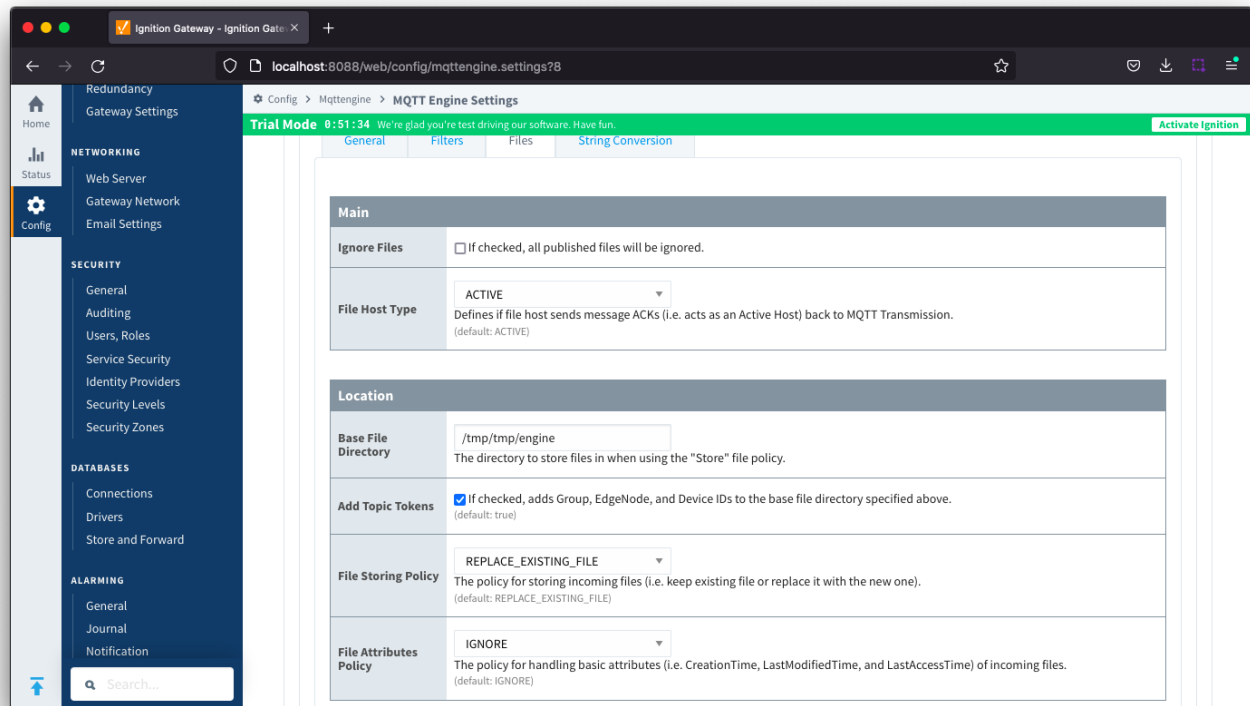 Ignition Gateway - Ignition Gate
localhost:8088/web/config/mqttengine.settings?8
Home
Status
Config
Redundancy
Gateway Settings
NETWORKING
Web Server
Gateway Network
Email Settings
SECURITY
General
Auditing
Users, Roles
Service Security
Identity Providers
Security Levels
Security Zones
DATABASES
Connections
Drivers
Store and Forward
ALARMING
General
Journal
Notification
Search...
Config > Mqttengine > MQTT Engine Settings
Trial Mode 0:51:34 We're glad you're test driving our software. Have fun. Activate Ignition
General Filters Files String Conversion
Main
Ignore Files
If checked, all published files will be ignored.
File Host Type
ACTIVE
Defines if file host sends message ACKs (i.e. acts as an Active Host) back to MQTT Transmission.
(default: ACTIVE)
Location
Base File
Directory
/tmp/tmp/engine
The directory to store files in when using the "Store" file policy.
Add Topic Tokens
If checked, adds Group, EdgeNode, and Device IDs to the base file directory specified above.
(default: true)
File Storing Policy
REPLACE_EXISTING_FILE
The policy for storing incoming files (i.e. keep existing file or replace it with the new one).
(default: REPLACE_EXISTING_FILE)
File Attributes
Policy
IGNORE
The policy for handling basic attributes (i.e. CreationTime, LastModifiedTime, and LastAccessTime) of incoming files.
(default: IGNORE)